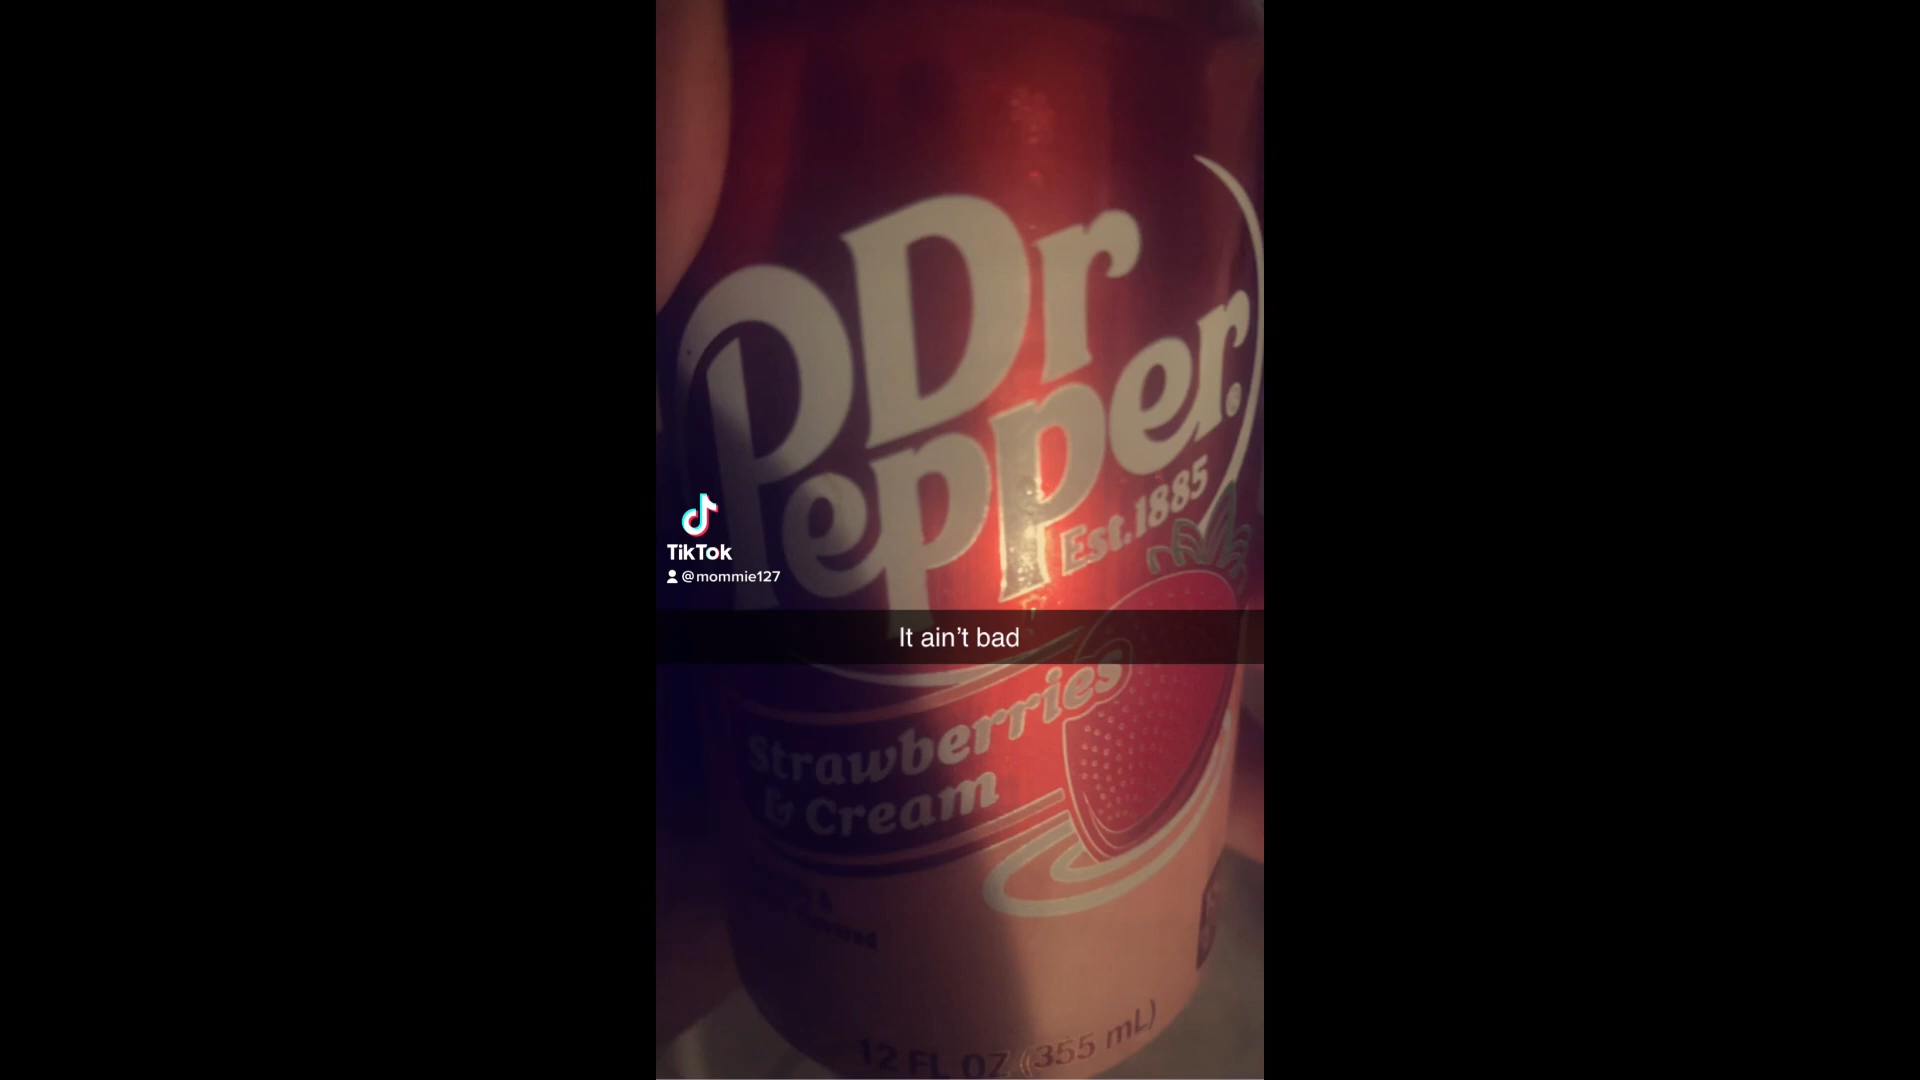 Dr
Pepper.
Est. 1885
TikTok
@mommie127
It ain't bad
Strawberries
& Cream
12 FL OZ (355 mL)